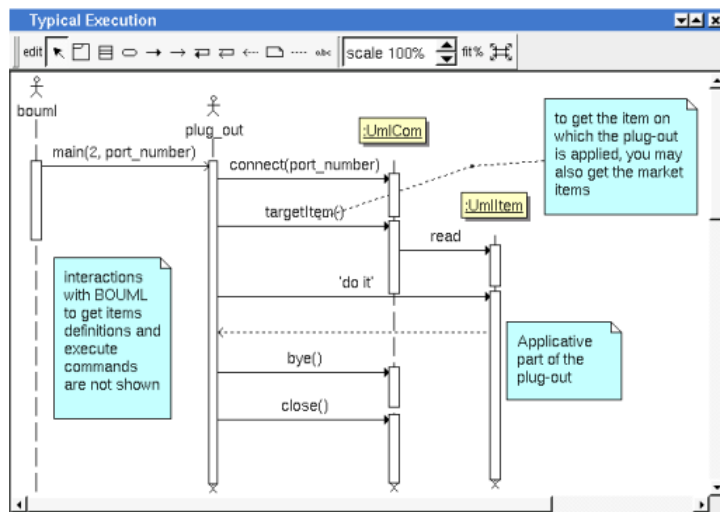 Typical Execution
edit
abc
scale 100%
fit%
bouml
plug_out
:UmlCom
to get the item on
which the plug-out
is applied, you may
also get the market
items
main(2, port_number)
connect(port_number)
targetItem()
:UmlItem
read
interactions
with BOUML
to get items
definitions and
execute
commands
are not shown
'do it'
Applicative
part of the
plug-out
bye()
close()